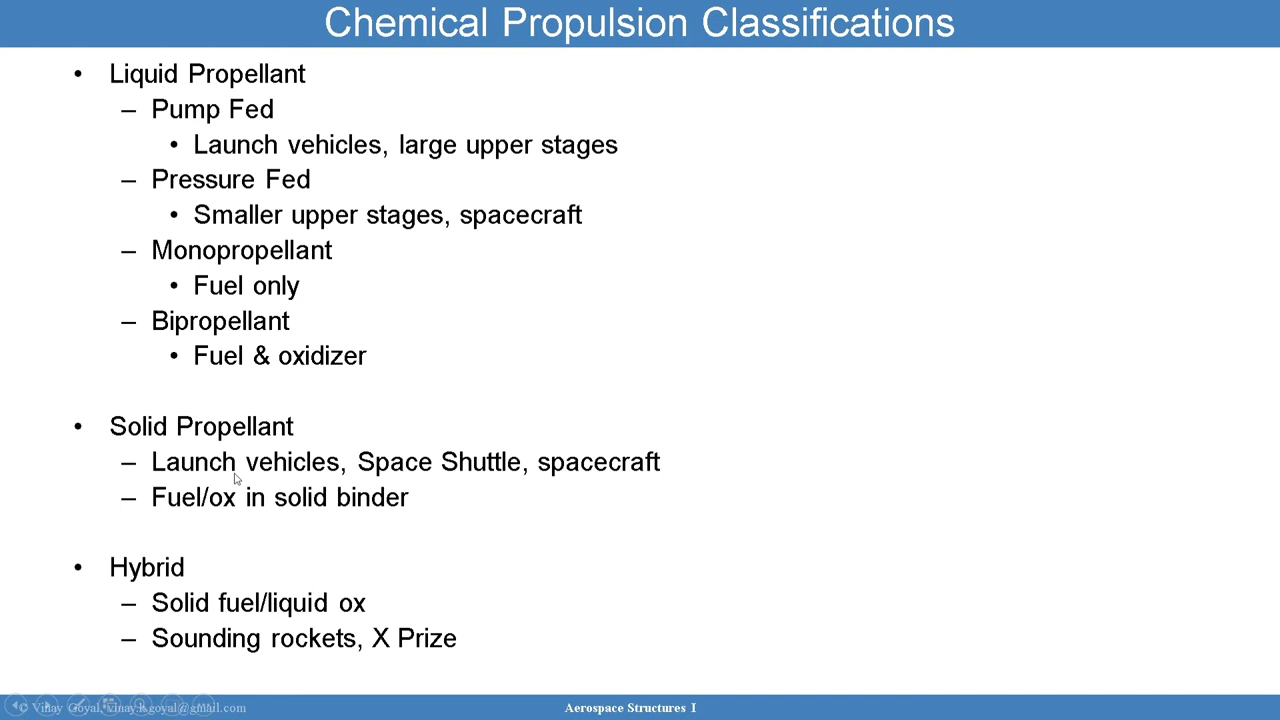 Chemical Propulsion Classifications
• Liquid Propellant
– Pump Fed
• Launch vehicles, large upper stages
– Pressure Fed
• Smaller upper stages, spacecraft
– Monopropellant
• Fuel only
– Bipropellant
• Fuel & oxidizer
• Solid Propellant
– Launch vehicles, Space Shuttle, spacecraft
– Fuel/ox in solid binder
• Hybrid
– Solid fuel/liquid ox
– Sounding rockets, X Prize
© Vinay Goyal, vinay.k.goyal@gmail.com
Aerospace Structures I